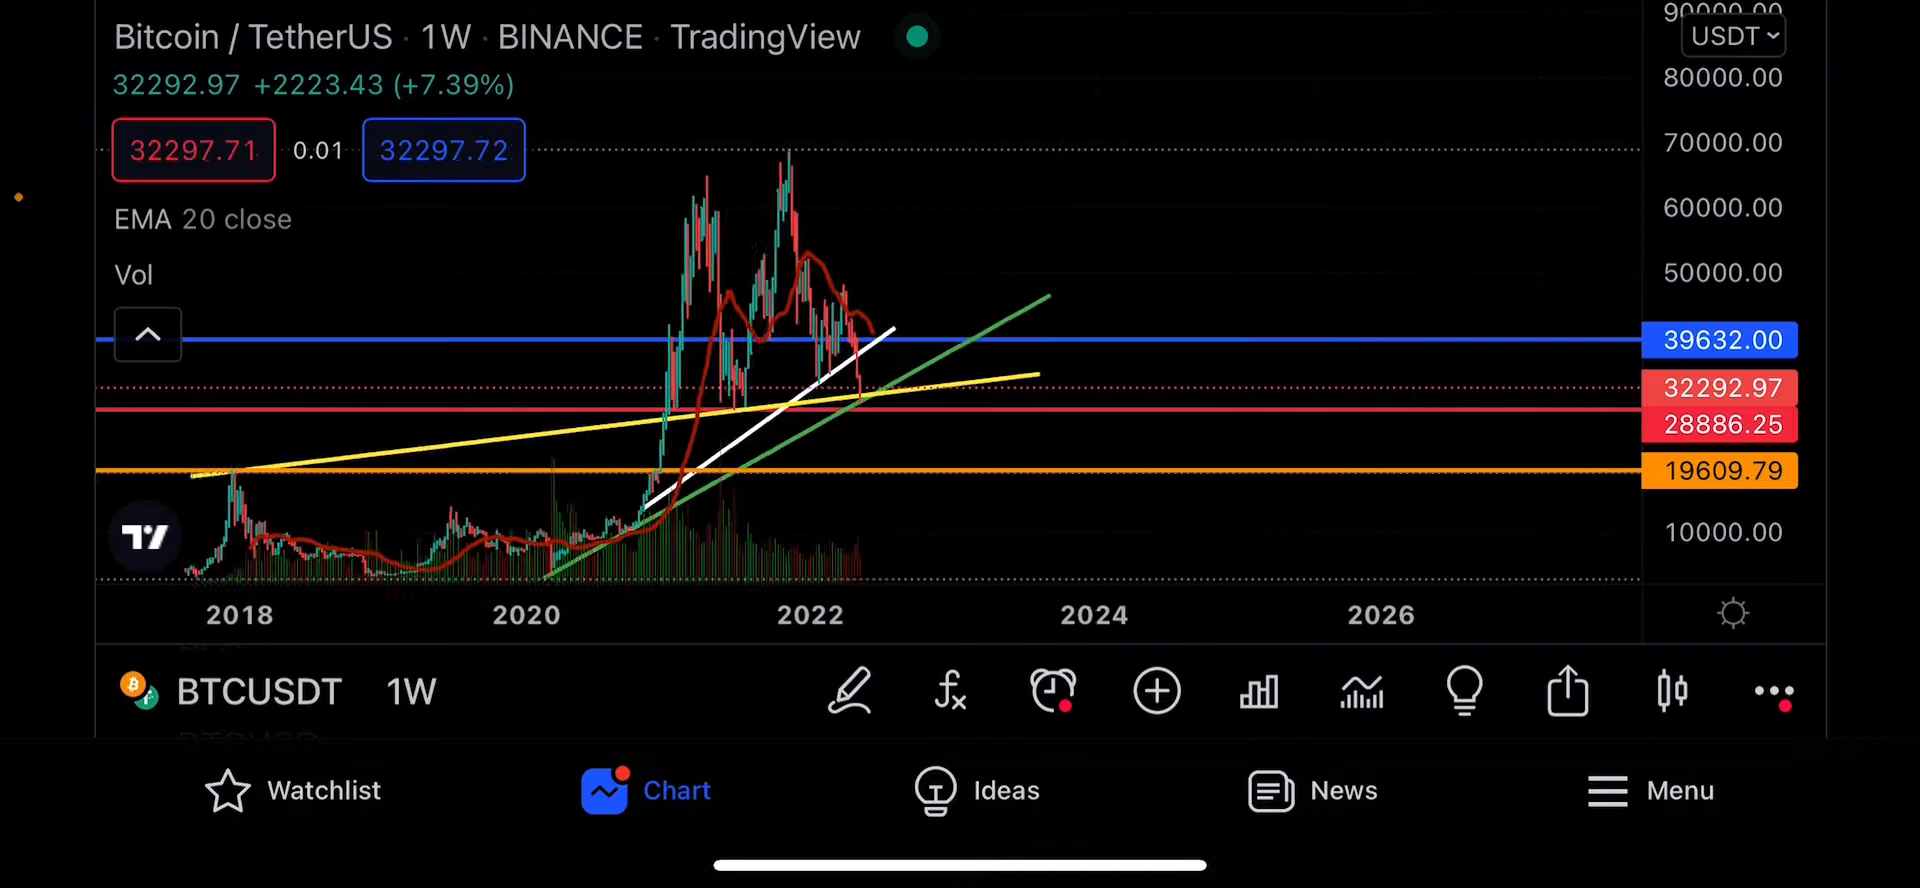 Bitcoin / TetherUS · 1W · BINANCE · TradingView
90000.00
USDT
32292.97 +2223.43 (+7.39%)
80000.00
32297.71 0.01 32297.72
70000.00
EMA 20 close
60000.00
Vol
50000.00
39632.00
32292.97
28886.25
19609.79
10000.00
2018 2020 2022 2024 2026
BTCUSDT 1W
Watchlist Chart Ideas News Menu